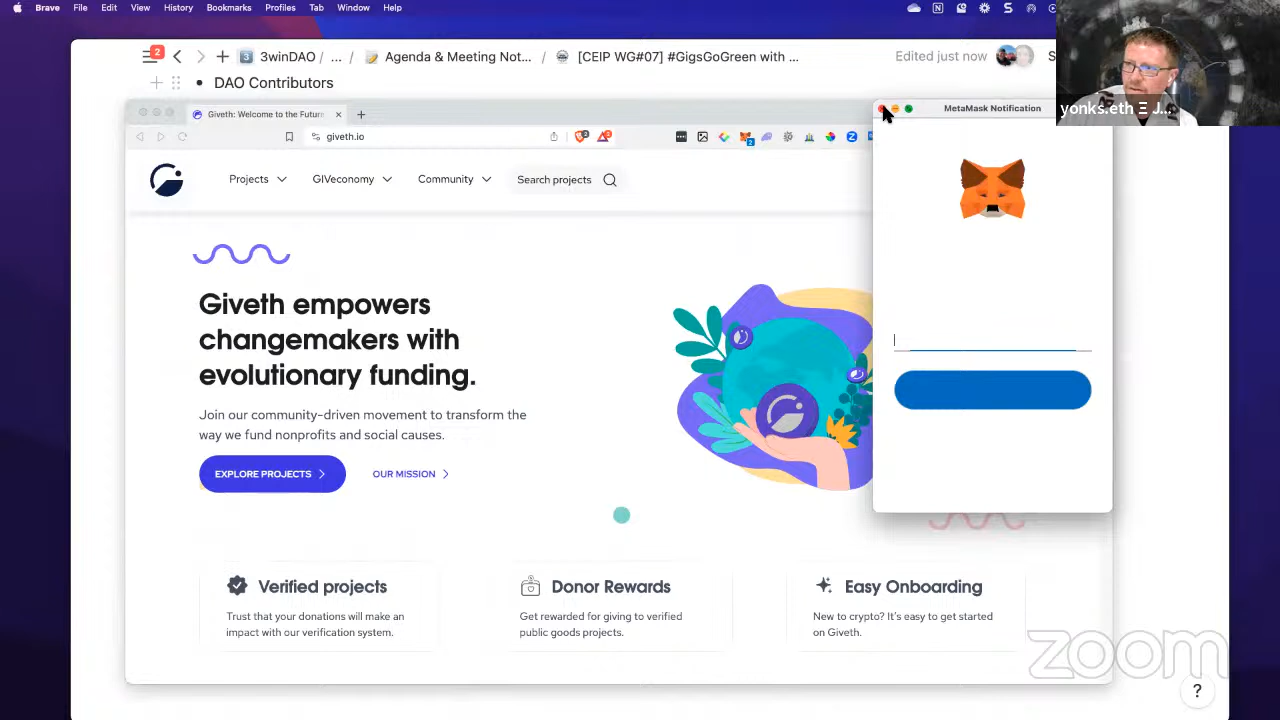 Brave File Edit View History Bookmarks Profiles Tab Window Help
2 3 3winDAO / ... / Agenda & Meeting Not... / [CEIP WG#07] #GigsGoGreen with ... Edited just now S
yonks.eth Ξ J...
DAO Contributors
Giveth: Welcome to the Futur
MetaMask Notification
giveth.io
Projects GIVeconomy Community Search projects
Giveth empowers
changemakers with
evolutionary funding.
Join our community-driven movement to transform the
way we fund nonprofits and social causes.
EXPLORE PROJECTS OUR MISSION
Verified projects
Trust that your donations will make an
impact with our verification system.
Donor Rewards
Get rewarded for giving to verified
public goods projects.
Easy Onboarding
New to crypto? It's easy to get started
on Giveth.
zoom
?